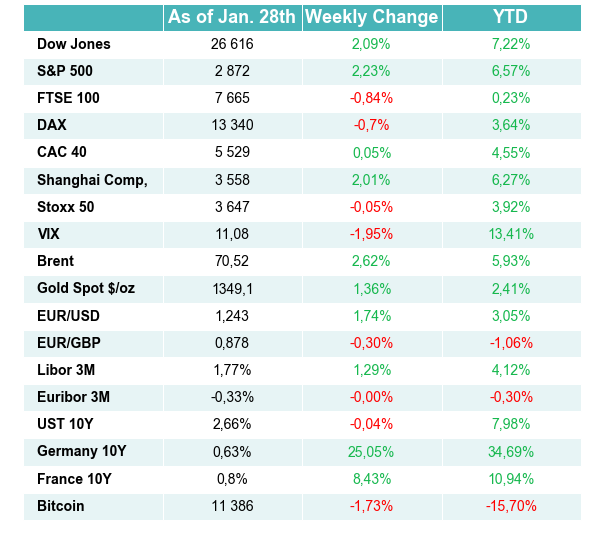 As of Jan. 28th Weekly Change YTD
Dow Jones 26 616 2,09% 7,22%
S&P 500 2 872 2,23% 6,57%
FTSE 100 7 665 -0,84% 0,23%
DAX 13 340 -0,7% 3,64%
CAC 40 5 529 0,05% 4,55%
Shanghai Comp, 3 558 2,01% 6,27%
Stoxx 50 3 647 -0,05% 3,92%
VIX 11,08 -1,95% 13,41%
Brent 70,52 2,62% 5,93%
Gold Spot $/oz 1349,1 1,36% 2,41%
EUR/USD 1,243 1,74% 3,05%
EUR/GBP 0,878 -0,30% -1,06%
Libor 3M 1,77% 1,29% 4,12%
Euribor 3M -0,33% -0,00% -0,30%
UST 10Y 2,66% -0,04% 7,98%
Germany 10Y 0,63% 25,05% 34,69%
France 10Y 0,8% 8,43% 10,94%
Bitcoin 11 386 -1,73% -15,70%